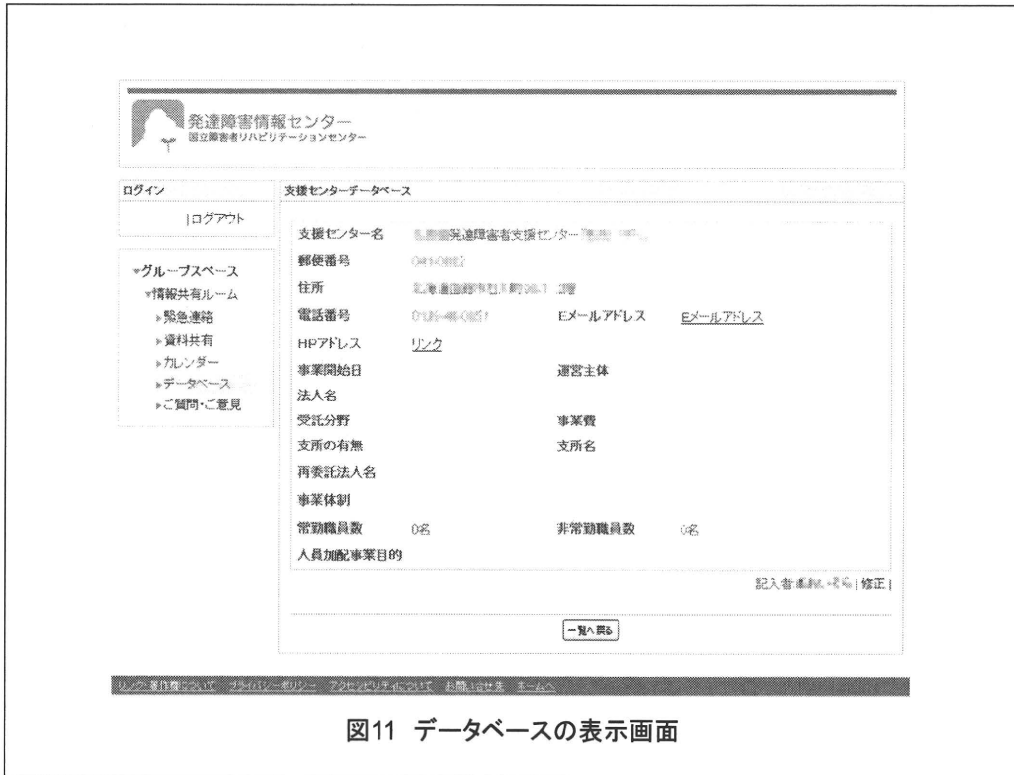 発達障害情報センター
国立障害者リハビリテーションセンター
ログイン
|ログアウト
▾グループスペース
▾情報共有ルーム
▸緊急連絡
▸資料共有
▸カレンダー
▸データベース
▸ご質問・ご意見
支援センターデータベース
支援センター名 発達障害者支援センター
郵便番号
住所
電話番号 Eメールアドレス Eメールアドレス
HPアドレス リンク
事業開始日 運営主体
法人名
受託分野 事業費
支所の有無 支所名
再委託法人名
事業体制
常勤職員数 0名 非常勤職員数 0名
人員加配事業目的
記入者 |修正|
一覧へ戻る
リンク・著作権について プライバシーポリシー アクセシビリティについて お問い合せ先 ホームへ
図11 データベースの表示画面